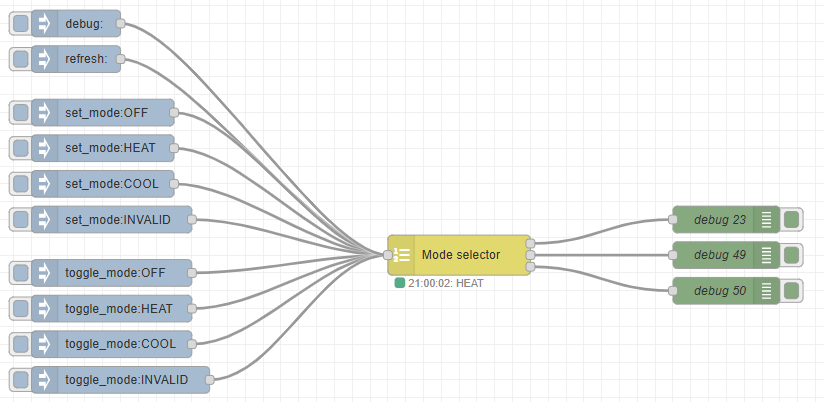 debug:
refresh:
set_mode:OFF
set_mode:HEAT
set_mode:COOL
set_mode:INVALID
toggle_mode:OFF
toggle_mode:HEAT
toggle_mode:COOL
toggle_mode:INVALID
Mode selector
21:00:02: HEAT
debug 23
debug 49
debug 50